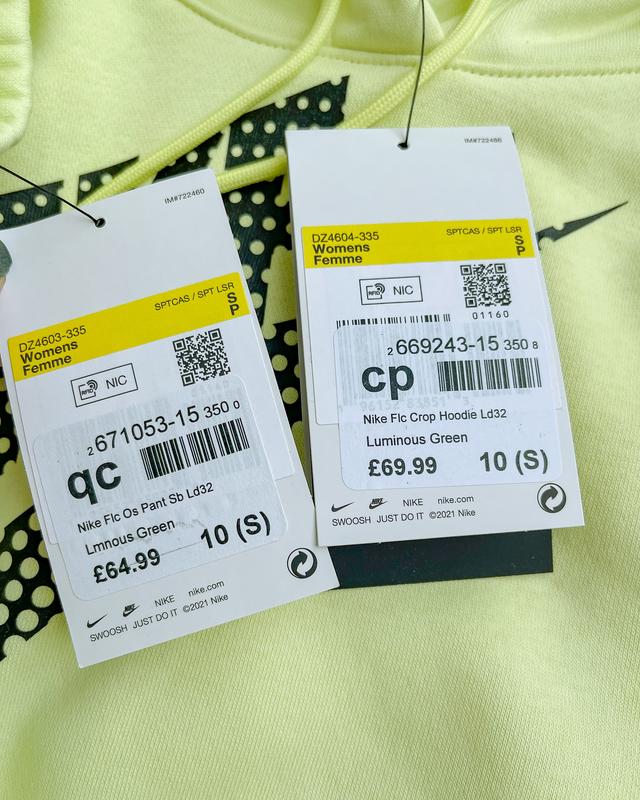 IM#722460
DZ4603-335
SPTCAS / SPT LSR
Womens
Femme
S
P
RFID
NIC
2 671053-15 350 0
qc
Nike Flc Os Pant Sb Ld32
Lmnous Green
£64.99 10 (S)
NIKE nike.com
SWOOSH JUST DO IT ©2021 Nike
IM#722486
DZ4604-335
SPTCAS / SPT LSR
Womens
Femme
S
P
RFID
NIC
01160
2 669243-15 350 8
cp
Nike Flc Crop Hoodie Ld32
Luminous Green
£69.99 10 (S)
NIKE nike.com
SWOOSH JUST DO IT ©2021 Nike